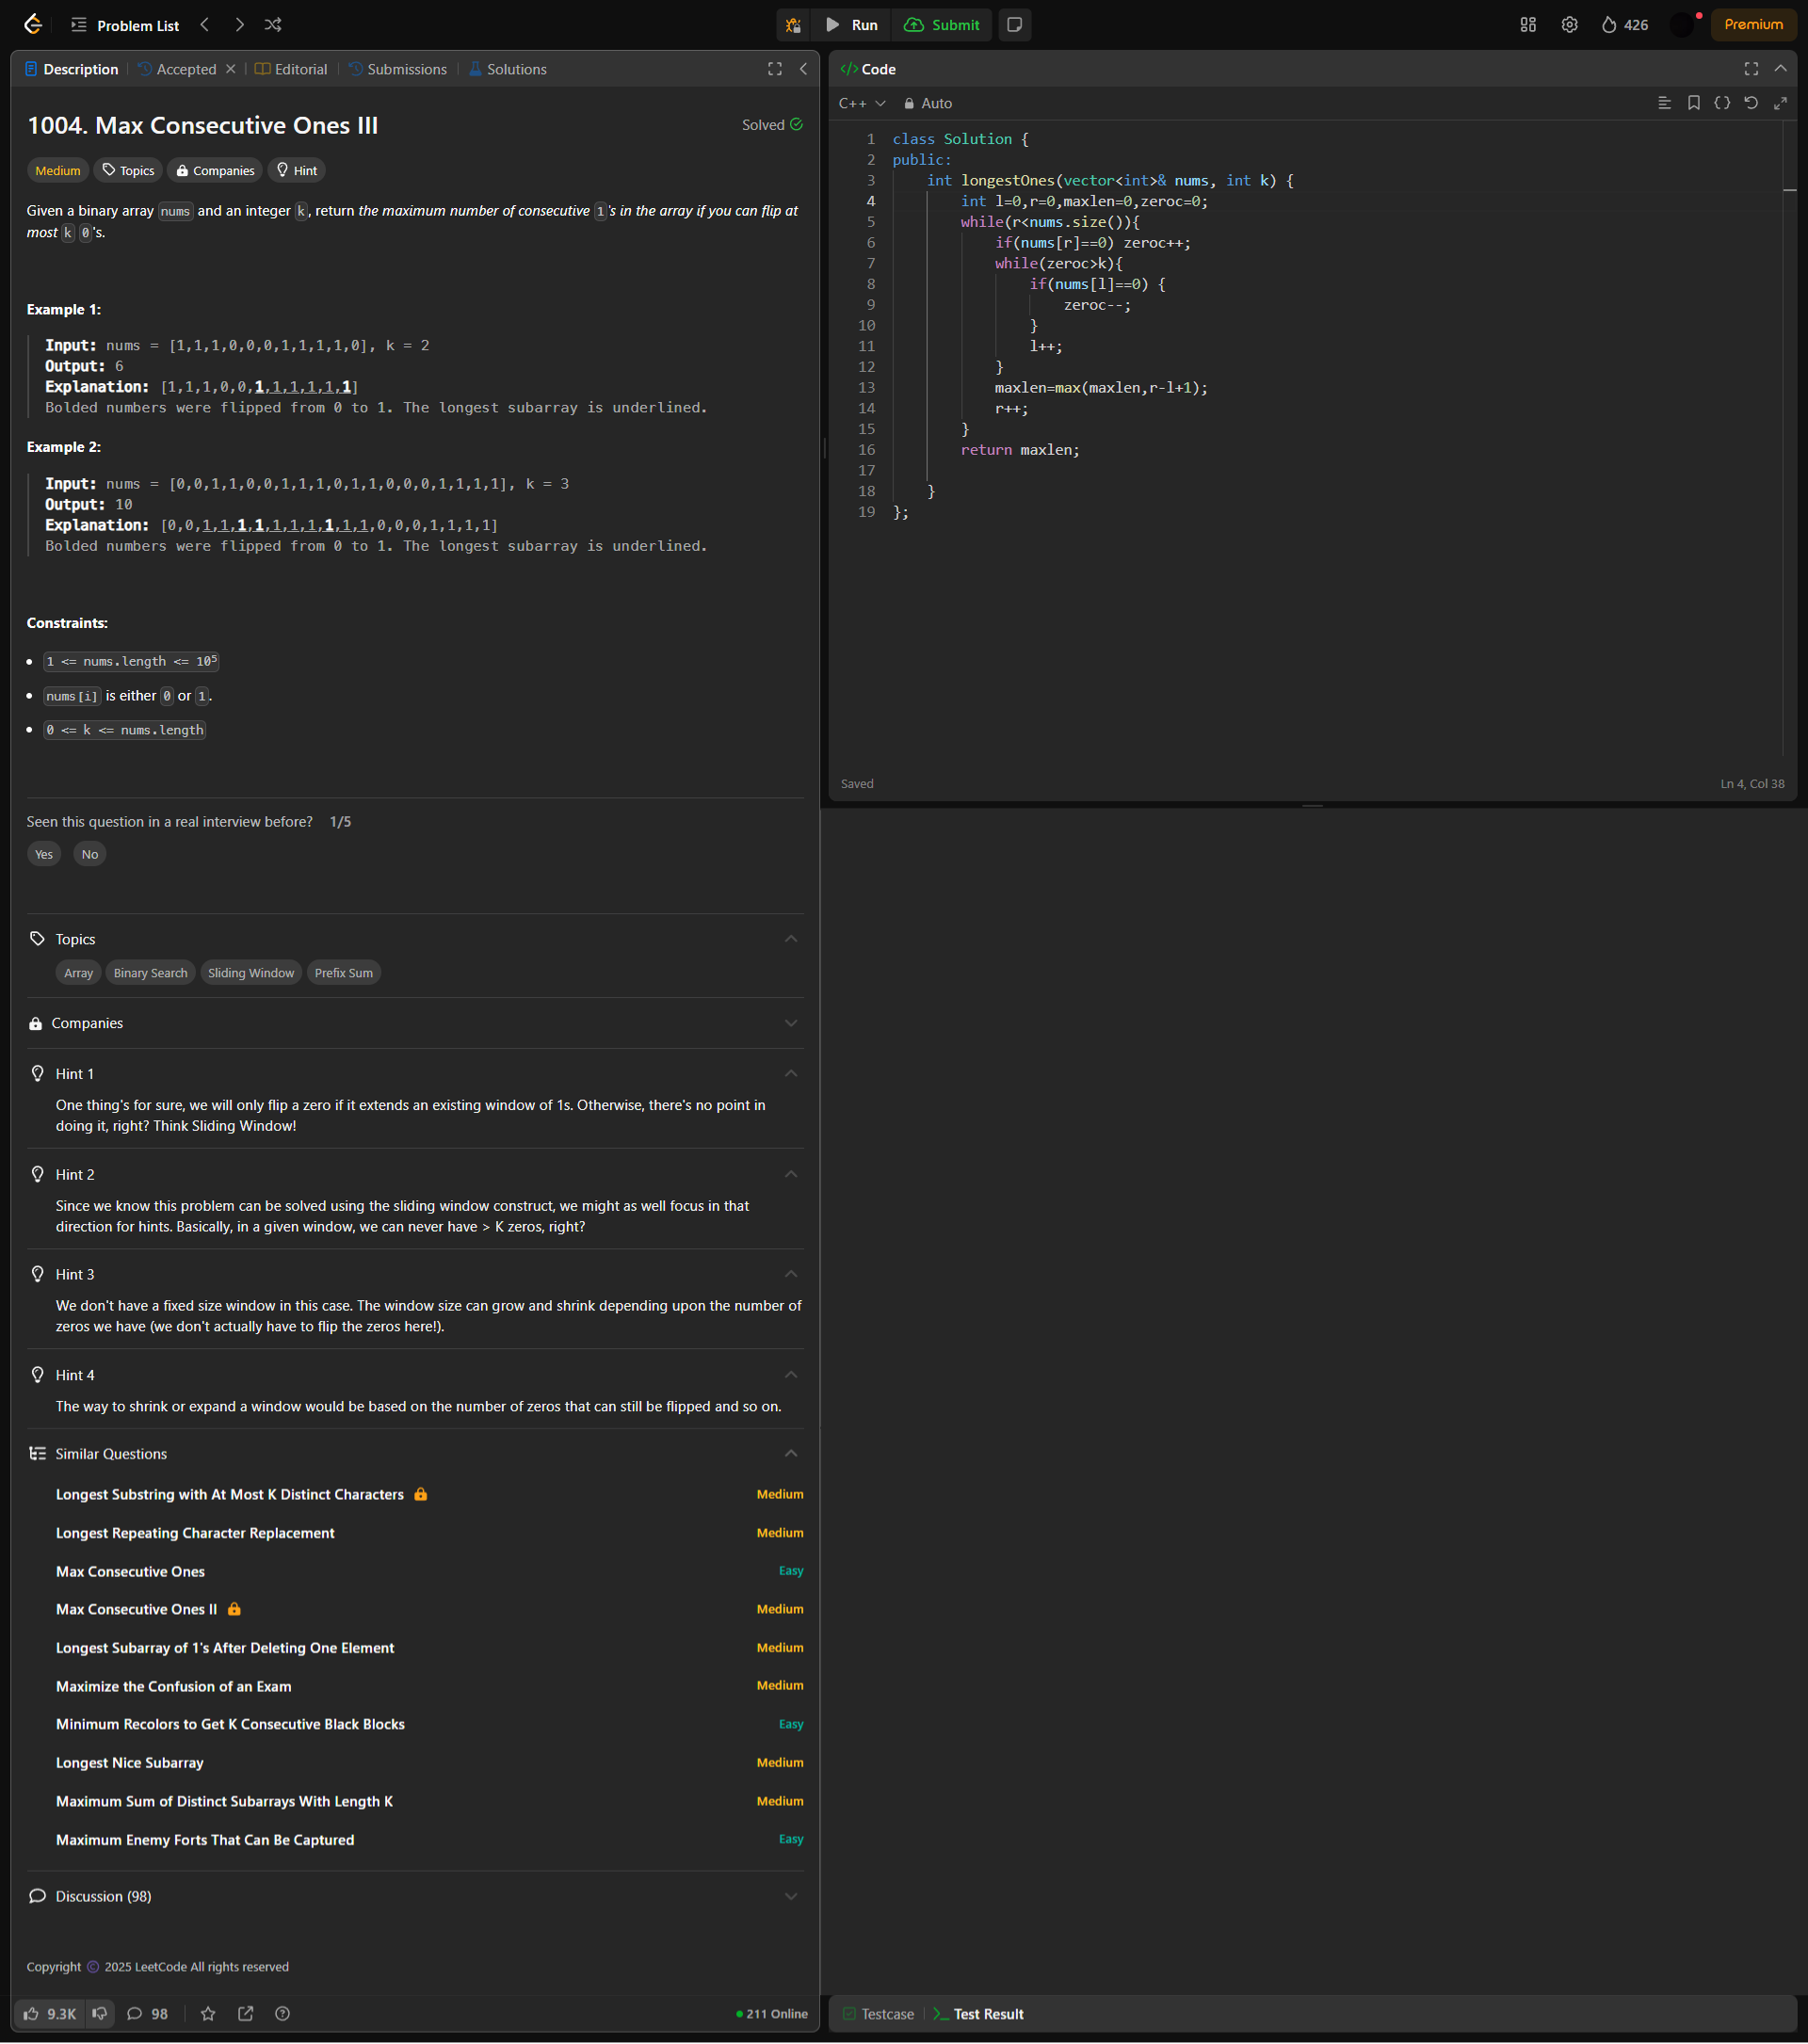 Problem List
Run
Submit
426
Premium
Description
Accepted
Editorial
Submissions
Solutions
1004. Max Consecutive Ones III
Solved
Medium
Topics
Companies
Hint
Given a binary array nums and an integer k, return the maximum number of consecutive 1's in the array if you can flip at
most k 0's.
Example 1:
Input: nums = [1,1,1,0,0,0,1,1,1,1,0], k = 2
Output: 6
Explanation: [1,1,1,0,0,1,1,1,1,1,1]
Bolded numbers were flipped from 0 to 1. The longest subarray is underlined.
Example 2:
Input: nums = [0,0,1,1,0,0,1,1,1,0,1,1,0,0,0,1,1,1,1], k = 3
Output: 10
Explanation: [0,0,1,1,1,1,1,1,1,1,1,1,0,0,0,1,1,1,1]
Bolded numbers were flipped from 0 to 1. The longest subarray is underlined.
Constraints:
1 <= nums.length <= 10⁵
nums[i] is either 0 or 1.
0 <= k <= nums.length
Seen this question in a real interview before? 1/5
Yes
No
Topics
Array
Binary Search
Sliding Window
Prefix Sum
Companies
Hint 1
One thing's for sure, we will only flip a zero if it extends an existing window of 1s. Otherwise, there's no point in
doing it, right? Think Sliding Window!
Hint 2
Since we know this problem can be solved using the sliding window construct, we might as well focus in that
direction for hints. Basically, in a given window, we can never have > K zeros, right?
Hint 3
We don't have a fixed size window in this case. The window size can grow and shrink depending upon the number of
zeros we have (we don't actually have to flip the zeros here!).
Hint 4
The way to shrink or expand a window would be based on the number of zeros that can still be flipped and so on.
Similar Questions
Longest Substring with At Most K Distinct Characters Medium
Longest Repeating Character Replacement Medium
Max Consecutive Ones Easy
Max Consecutive Ones II Medium
Longest Subarray of 1's After Deleting One Element Medium
Maximize the Confusion of an Exam Medium
Minimum Recolors to Get K Consecutive Black Blocks Easy
Longest Nice Subarray Medium
Maximum Sum of Distinct Subarrays With Length K Medium
Maximum Enemy Forts That Can Be Captured Easy
Discussion (98)
Copyright © 2025 LeetCode All rights reserved
9.3K
98
211 Online
</> Code
C++
Auto
1 class Solution {
2 public:
3     int longestOnes(vector<int>& nums, int k) {
4         int l=0,r=0,maxlen=0,zeroc=0;
5         while(r<nums.size()){
6             if(nums[r]==0) zeroc++;
7             while(zeroc>k){
8                 if(nums[l]==0) {
9                     zeroc--;
10                 }
11                 l++;
12             }
13             maxlen=max(maxlen,r-l+1);
14             r++;
15         }
16         return maxlen;
17
18     }
19 };
Saved
Ln 4, Col 38
Testcase
Test Result